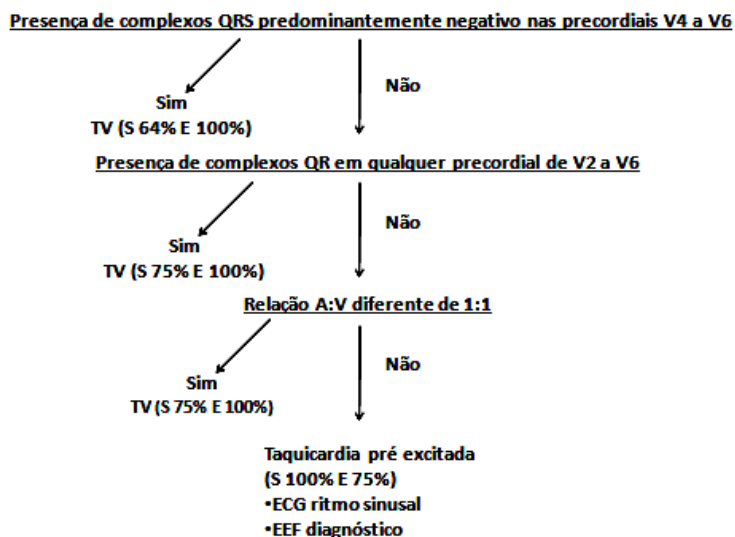 Presença de complexos QRS predominantemente negativo nas precordiais V4 a V6
Não
Sim
TV (S 64% E 100%)
Presença de complexos QR em qualquer precordial de V2 a V6
Não
Sim
TV (S 75% E 100%)
Relação A:V diferente de 1:1
Não
Sim
TV (S 75% E 100%)
Taquicardia pré excitada
(S 100% E 75%)
•ECG ritmo sinusal
•EEF diagnóstico